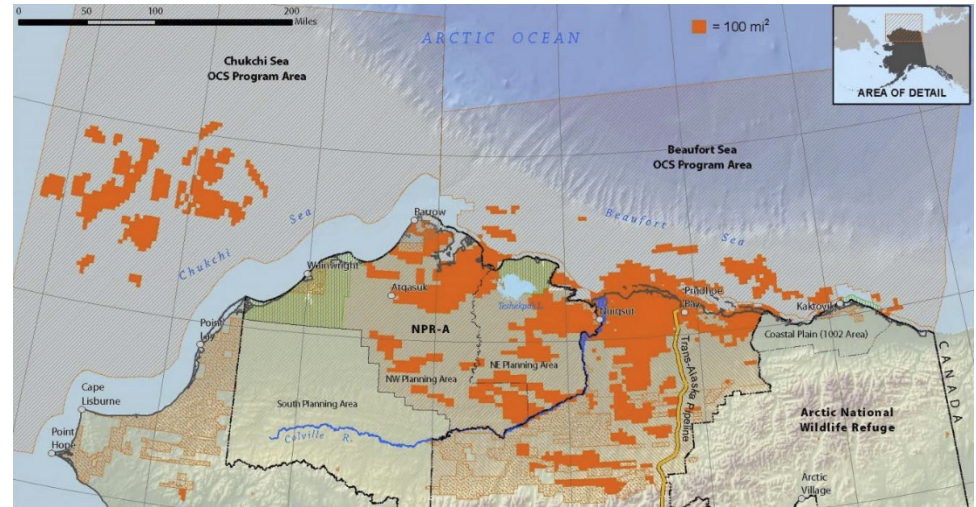 0 50 100 200
Miles
= 100 mi²
ARCTIC OCEAN
AREA OF DETAIL
Chukchi Sea
OCS Program Area
Beaufort Sea
OCS Program Area
Chukchi Sea
Beaufort Sea
Barrow
Wainwright
Atqasuk
Teshekpuk L.
Nuiqsut
Prudhoe
Bay
Kaktovik
Point
Lay
NPR-A
Coastal Plain (1002 Area)
CANADA
NW Planning Area
NE Planning Area
Trans-Alaska Pipeline
Cape
Lisburne
South Planning Area
Arctic National
Wildlife Refuge
Point
Hope
Colville R.
Arctic
Village